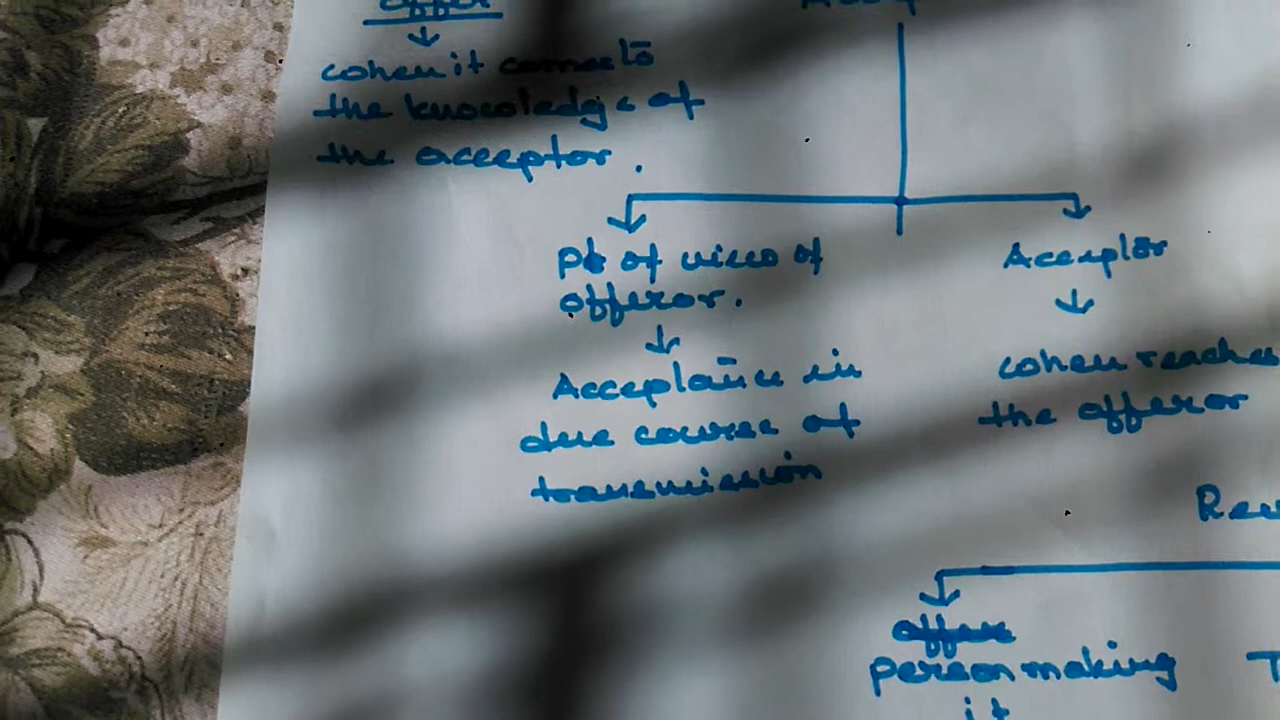 offer
when it comes to
the knowledge of
the acceptor.
Pt of view of
offeror.
Acceptance in
due course of
transmission
Acceptor
when reaches
the offeror
person making
it